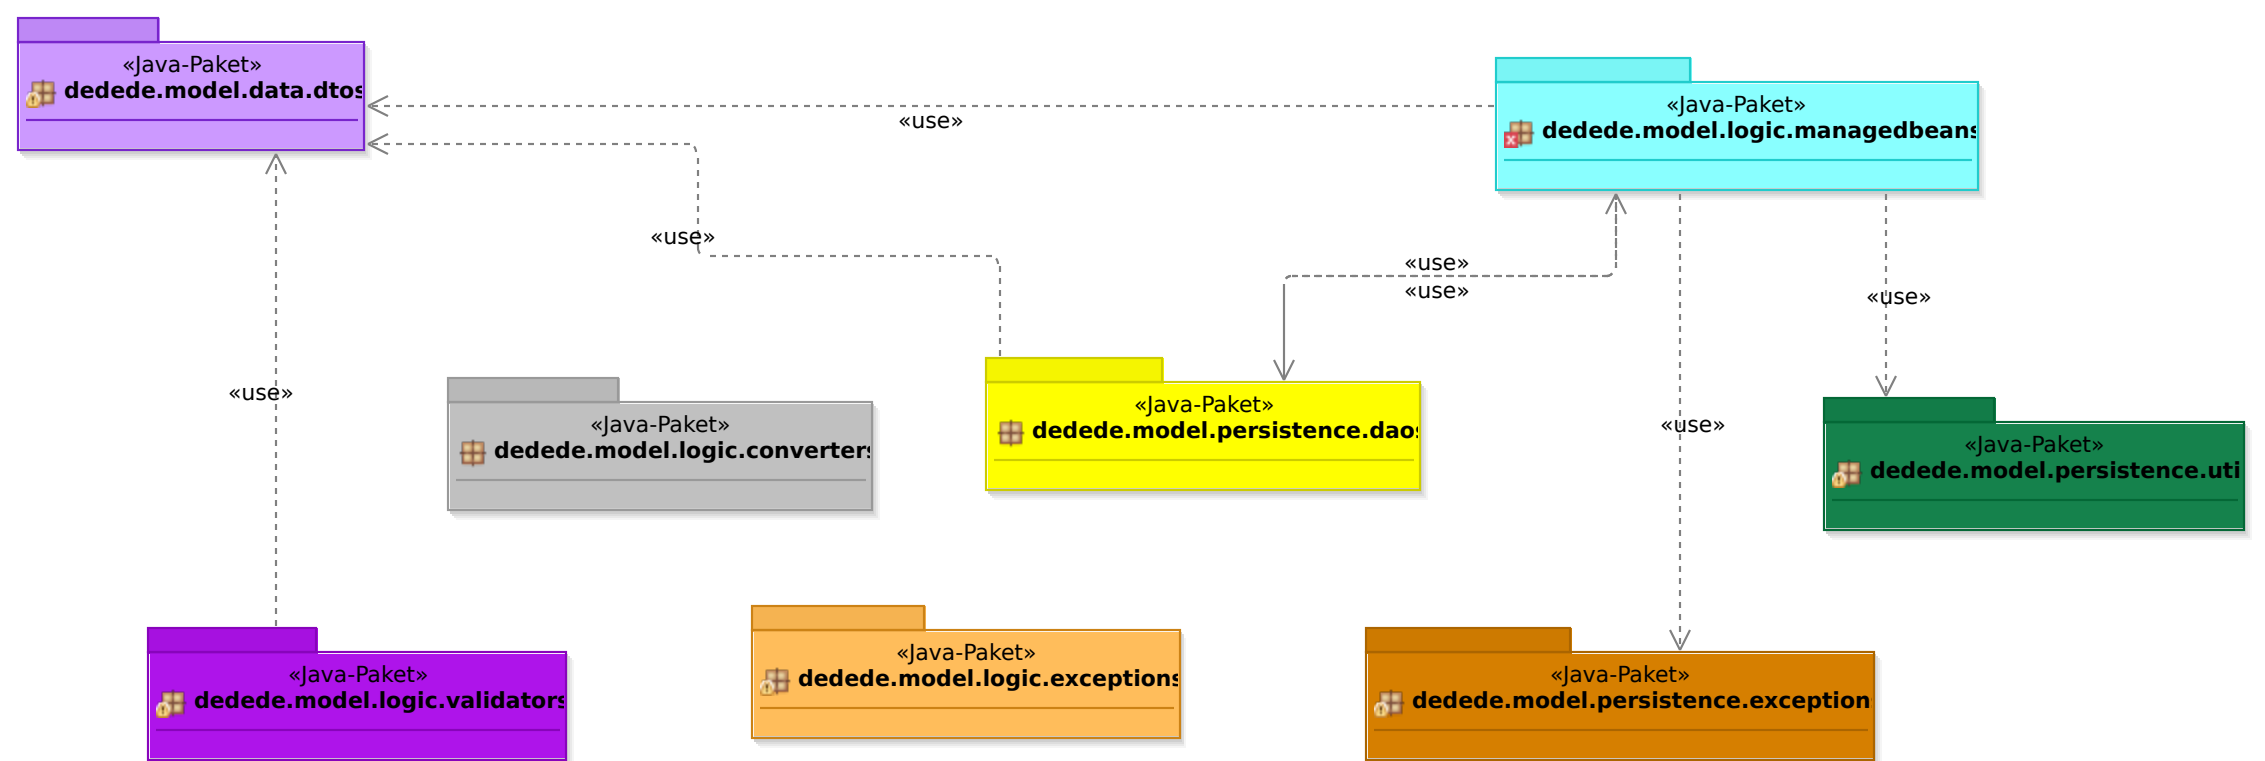 «Java-Paket»
dedede.model.data.dtos
«Java-Paket»
dedede.model.logic.managedbeans
«use»
«use»
«use»
«use»
«use»
«use»
«use»
«Java-Paket»
dedede.model.logic.converters
«Java-Paket»
dedede.model.persistence.daos
«Java-Paket»
dedede.model.persistence.uti
«Java-Paket»
dedede.model.logic.validators
«Java-Paket»
dedede.model.logic.exceptions
«Java-Paket»
dedede.model.persistence.exception